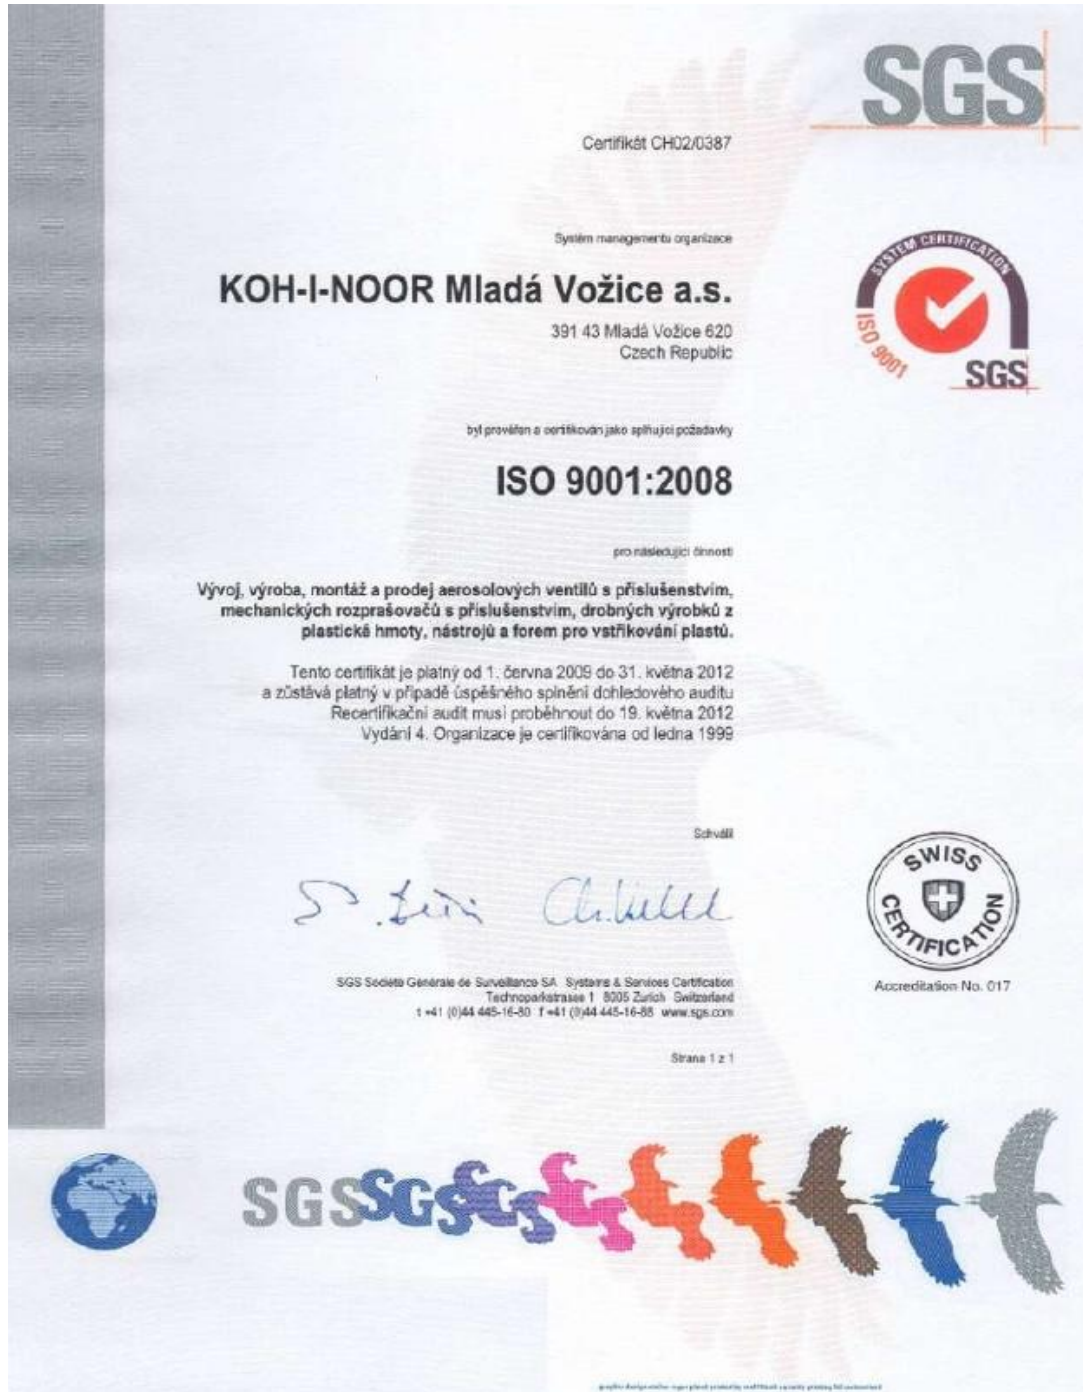 SGS
Certifikát CH02/0387
Systém managementu organizace
KOH-I-NOOR Mladá Vožice a.s.
391 43 Mladá Vožice 620
Czech Republic
SYSTEM CERTIFICATION
ISO 9001
SGS
byl prověřen a certifikován jako splňující požadavky
ISO 9001:2008
pro následující činnosti
Vývoj, výroba, montáž a prodej aerosolových ventilů s příslušenstvím,
mechanických rozprašovačů s příslušenstvím, drobných výrobků z
plastické hmoty, nástrojů a forem pro vstřikování plastů.
Tento certifikát je platný od 1. června 2009 do 31. května 2012
a zůstává platný v případě úspěšného splnění dohledového auditu
Recertifikační audit musí proběhnout do 19. května 2012
Vydání 4. Organizace je certifikována od ledna 1999
Schválil
SWISS
CERTIFICATION
Accreditation No. 017
SGS Société Générale de Surveillance SA Systems & Services Certification
Technoparkstrasse 1 8005 Zurich Switzerland
t +41 (0)44 445-16-80 f +41 (0)44 445-16-88 www.sgs.com
Strana 1 z 1
SGSSGS